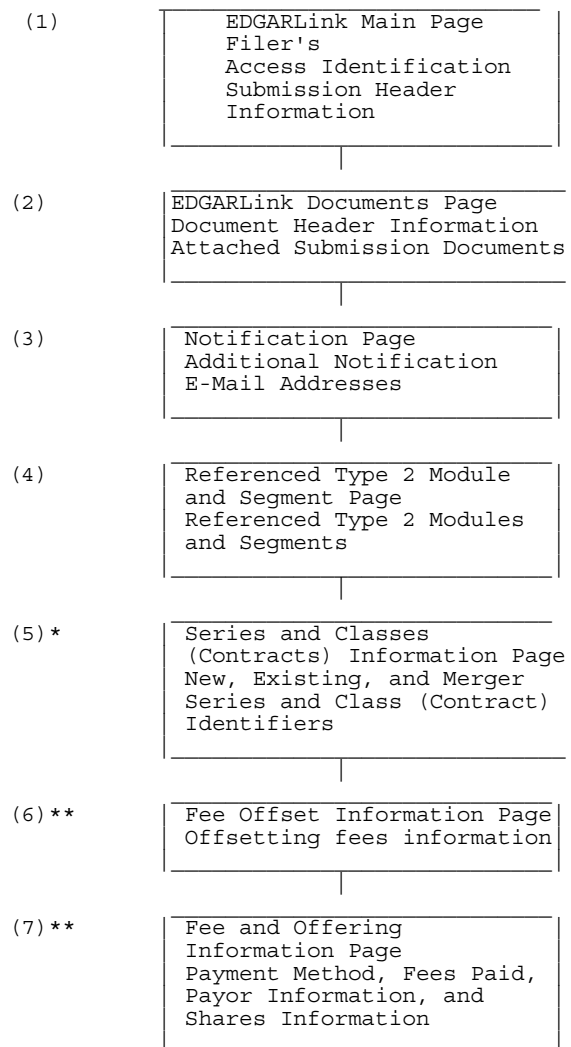 (1) EDGARLink Main Page
Filer's
Access Identification
Submission Header
Information
(2) EDGARLink Documents Page
Document Header Information
Attached Submission Documents
(3) Notification Page
Additional Notification
E-Mail Addresses
(4) Referenced Type 2 Module
and Segment Page
Referenced Type 2 Modules
and Segments
(5)* Series and Classes
(Contracts) Information Page
New, Existing, and Merger
Series and Class (Contract)
Identifiers
(6)** Fee Offset Information Page
Offsetting fees information
(7)** Fee and Offering
Information Page
Payment Method, Fees Paid,
Payor Information, and
Shares Information